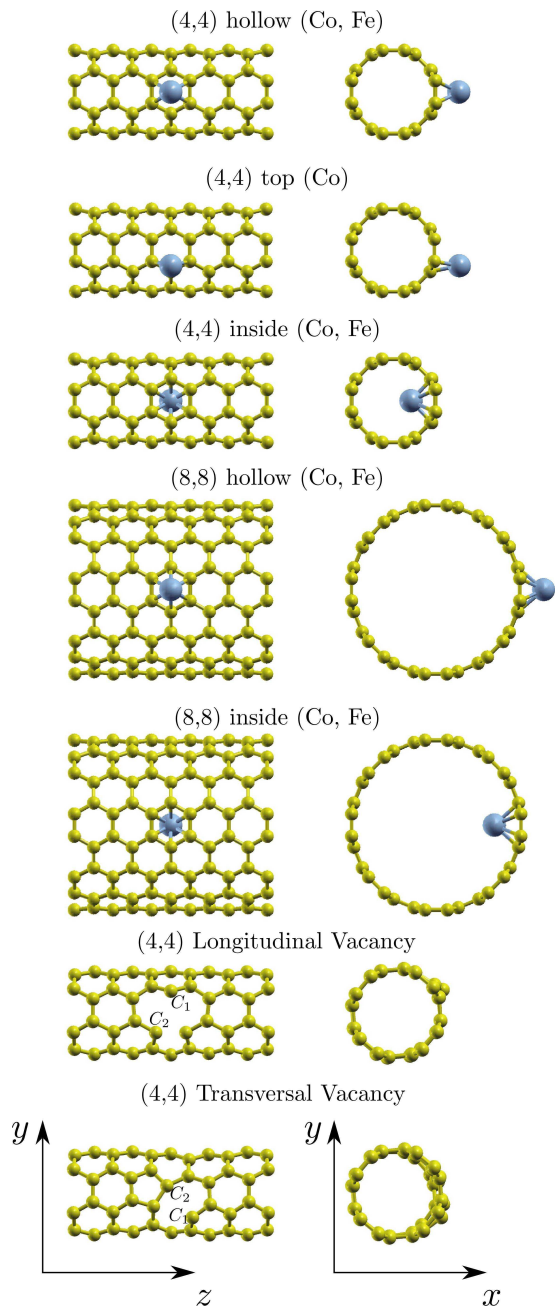 (4,4) hollow (Co, Fe)
(4,4) top (Co)
(4,4) inside (Co, Fe)
(8,8) hollow (Co, Fe)
(8,8) inside (Co, Fe)
(4,4) Longitudinal Vacancy
C₁
C₂
(4,4) Transversal Vacancy
y y
C₂
C₁
z x